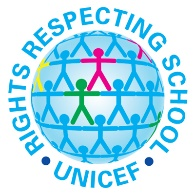 RIGHTS RESPECTING SCHOOL
UNICEF